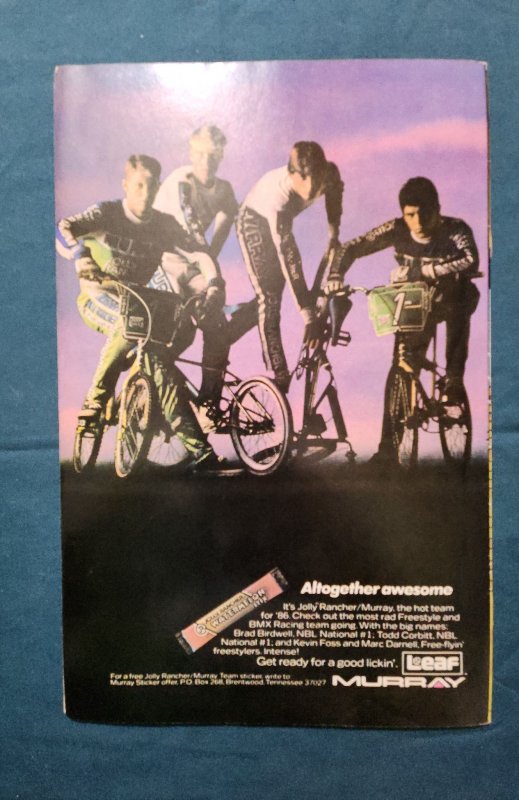 1
WATERMELON
Altogether awesome
It's Jolly Rancher/Murray, the hot team
for '86. Check out the most rad Freestyle and
BMX Racing team going. With the big names:
Brad Birdwell, NBL National #1; Todd Corbitt, NBL
National #1; and Kevin Foss and Marc Darnell, Free-flyin'
freestylers. Intense!
Get ready for a good lickin'.
Leaf
For a free Jolly Rancher/Murray Team sticker, write to
Murray Sticker offer, P.O. Box 268, Brentwood, Tennessee 37027
MURRAY